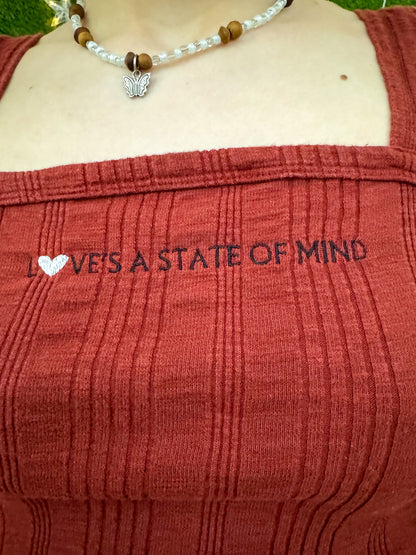 L🤍VE'S A STATE OF MIND